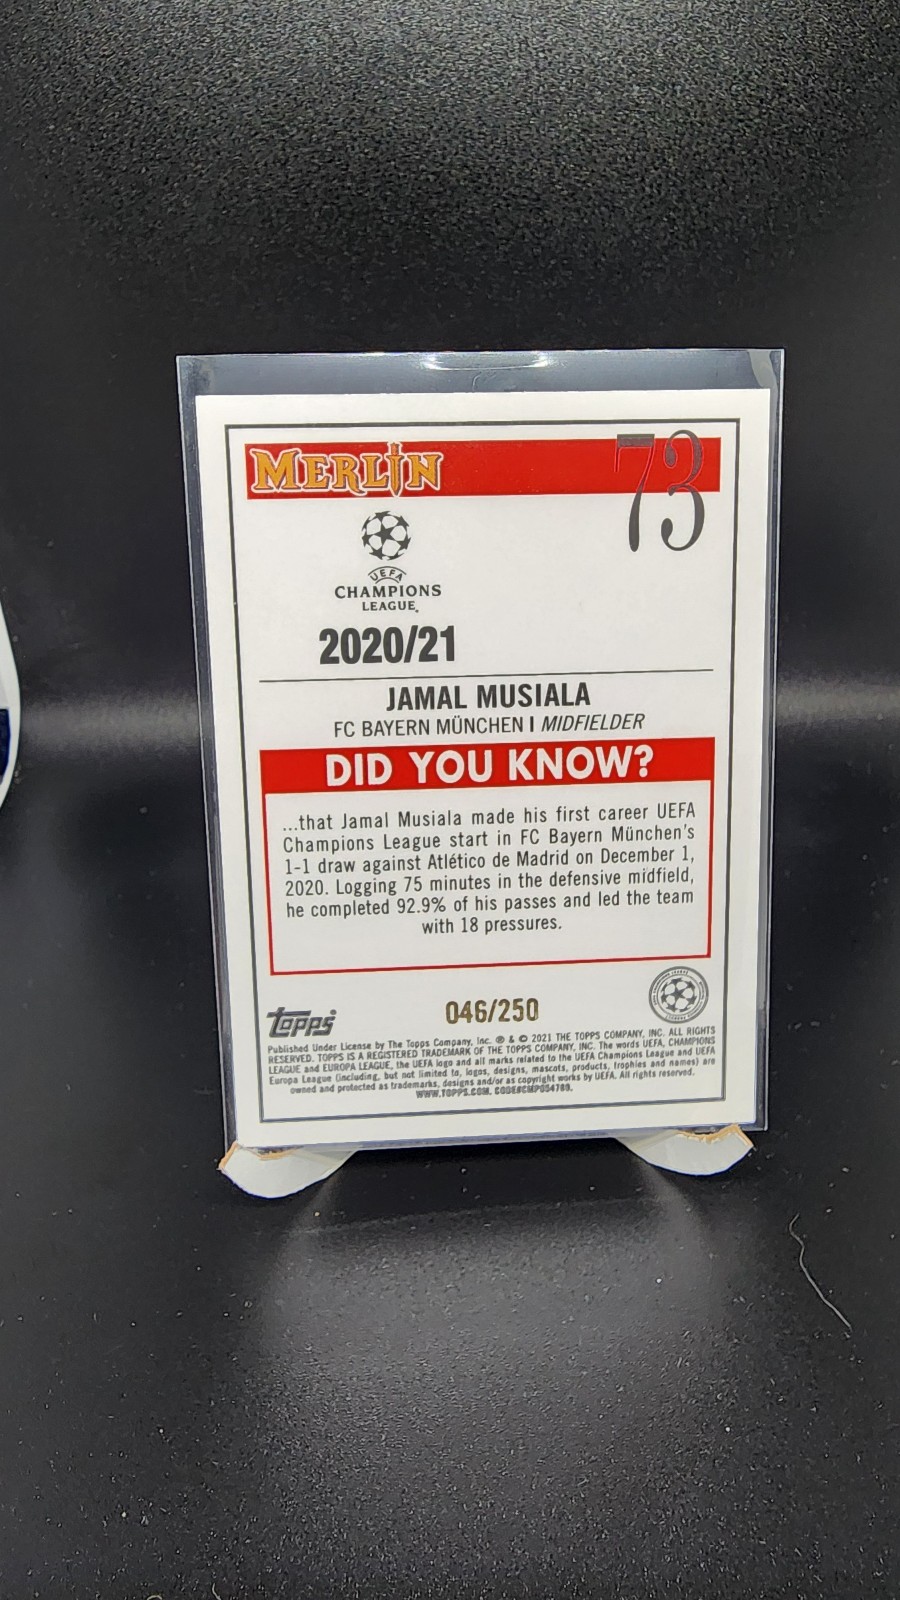 MERLIN
73
UEFA
CHAMPIONS
LEAGUE®
2020/21
JAMAL MUSIALA
FC BAYERN MÜNCHEN | MIDFIELDER
DID YOU KNOW?
...that Jamal Musiala made his first career UEFA
Champions League start in FC Bayern München's
1-1 draw against Atlético de Madrid on December 1,
2020. Logging 75 minutes in the defensive midfield,
he completed 92.9% of his passes and led the team
with 18 pressures.
topps
046/250
Published Under License by The Topps Company, Inc. ® & © 2021 THE TOPPS COMPANY, INC. ALL RIGHTS
RESERVED. TOPPS IS A REGISTERED TRADEMARK OF THE TOPPS COMPANY, INC. The words UEFA, CHAMPIONS
LEAGUE and EUROPA LEAGUE, the UEFA logo and all marks related to the UEFA Champions League and UEFA
Europa League (including, but not limited to, logos, designs, mascots, products, trophies and names) are
owned and protected as trademarks, designs and/or as copyright works by UEFA. All rights reserved.
WWW.TOPPS.COM. CODE#CMP054789.